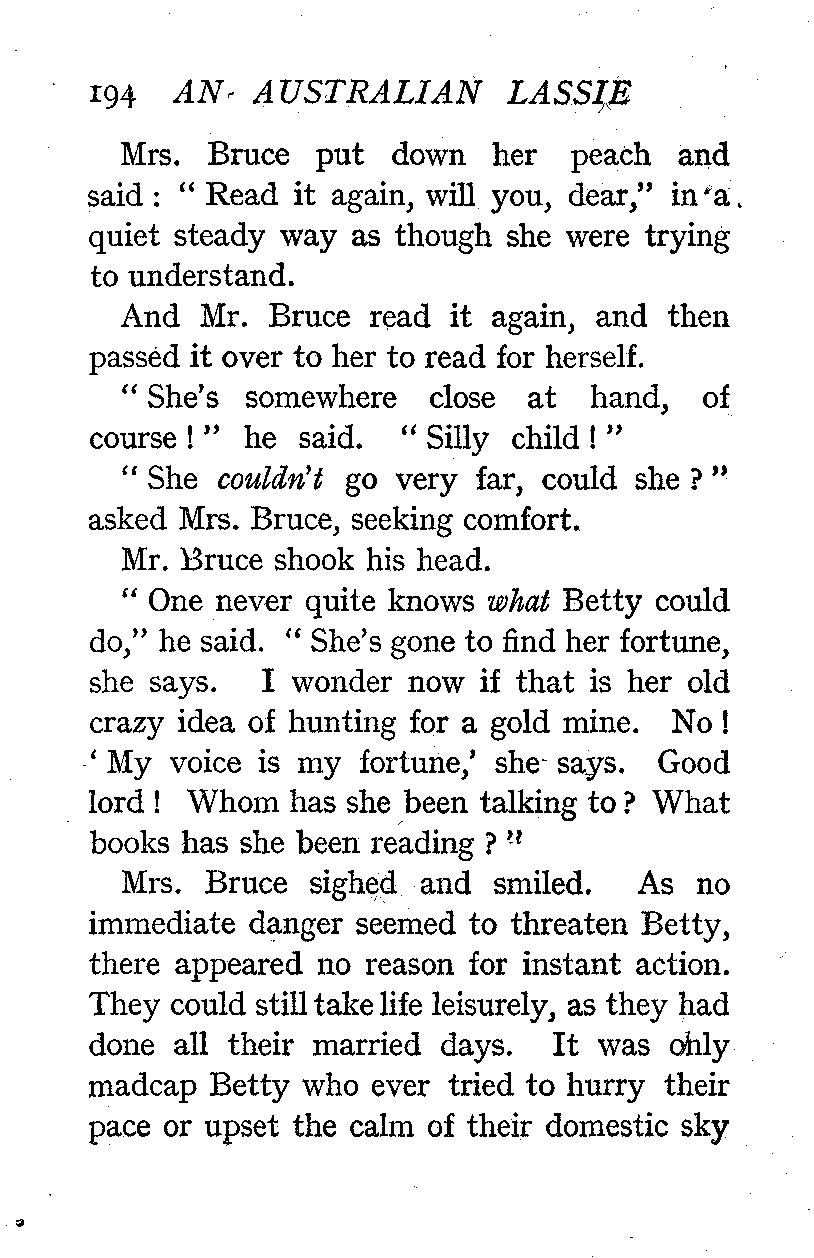 194 AN AUSTRALIAN LASSIE
Mrs. Bruce put down her peach and
said : “ Read it again, will you, dear,” in a
quiet steady way as though she were trying
to understand.
And Mr. Bruce read it again, and then
passed it over to her to read for herself.
“ She’s somewhere close at hand, of
course ! ” he said. “ Silly child ! ”
“ She couldn’t go very far, could she ? ”
asked Mrs. Bruce, seeking comfort.
Mr. Bruce shook his head.
“ One never quite knows what Betty could
do,” he said. “ She’s gone to find her fortune,
she says. I wonder now if that is her old
crazy idea of hunting for a gold mine. No !
‘ My voice is my fortune,’ she says. Good
lord ! Whom has she been talking to ? What
books has she been reading ? ”
Mrs. Bruce sighed and smiled. As no
immediate danger seemed to threaten Betty,
there appeared no reason for instant action.
They could still take life leisurely, as they had
done all their married days. It was only
madcap Betty who ever tried to hurry their
pace or upset the calm of their domestic sky